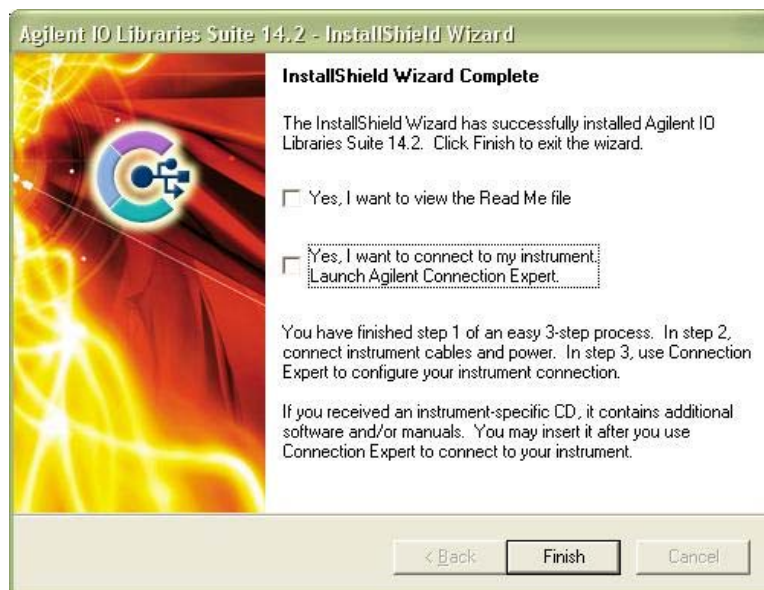 Agilent IO Libraries Suite 14.2 - InstallShield Wizard
InstallShield Wizard Complete
The InstallShield Wizard has successfully installed Agilent IO
Libraries Suite 14.2. Click Finish to exit the wizard.
Yes, I want to view the Read Me file
Yes, I want to connect to my instrument.
Launch Agilent Connection Expert.
You have finished step 1 of an easy 3-step process. In step 2,
connect instrument cables and power. In step 3, use Connection
Expert to configure your instrument connection.
If you received an instrument-specific CD, it contains additional
software and/or manuals. You may insert it after you use
Connection Expert to connect to your instrument.
< Back
Finish
Cancel